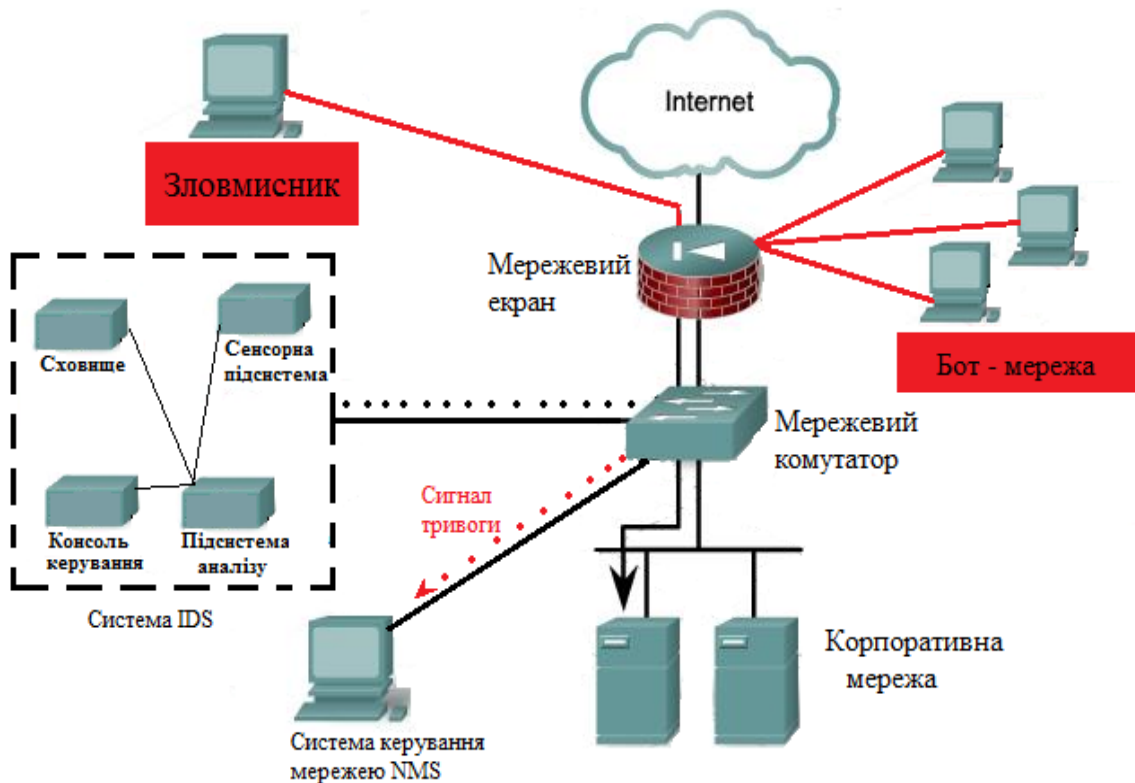 Internet
Зловмисник
Мережевий
екран
Бот - мережа
Сховище
Сенсорна
підсистема
Мережевий
комутатор
Сигнал
тривоги
Консоль
керування
Підсистема
аналізу
Система IDS
Корпоративна
мережа
Система керування
мережею NMS